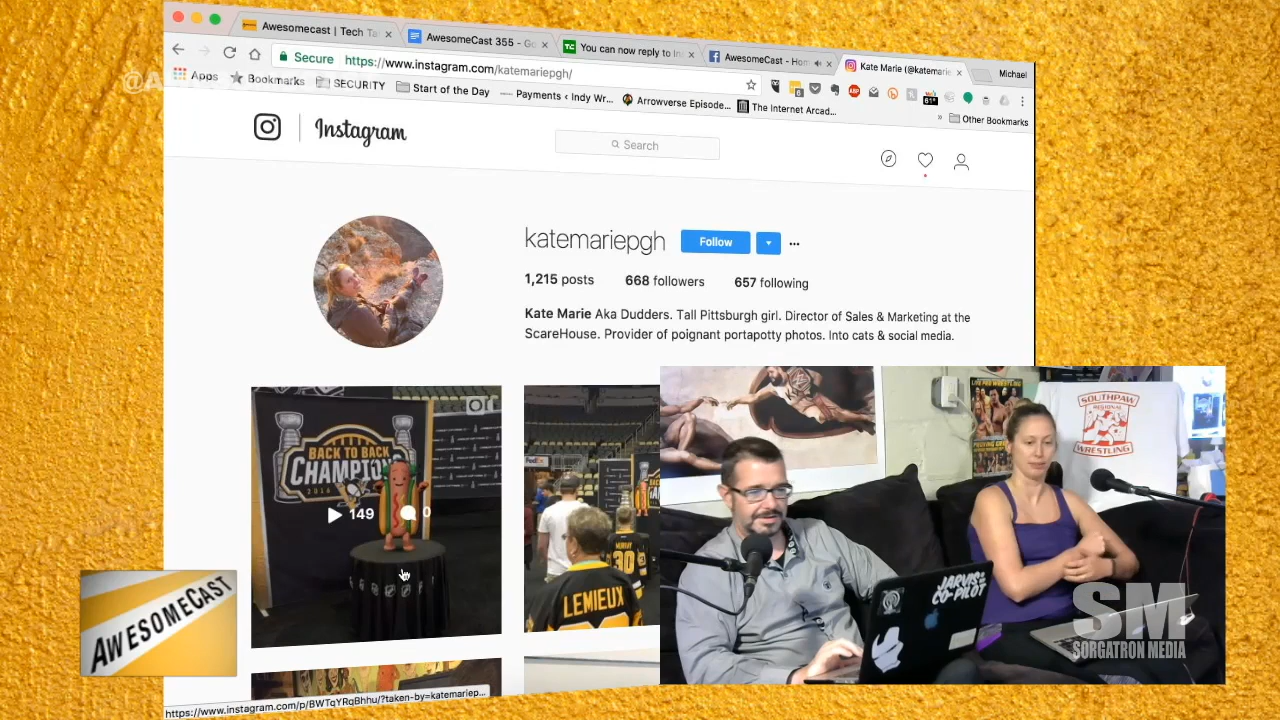 Awesomecast | Tech Ta
AwesomeCast 355 - Go
You can now reply to In
AwesomeCast - Hom
Kate Marie (@katemarie
Michael
Secure
https://www.instagram.com/katemariepgh/
Apps
Bookmarks
SECURITY
Start of the Day
Payments ‹ Indy Wr...
Arrowverse Episode...
The Internet Arcad...
» Other Bookmarks
ABP
61°
Instagram
Search
katemariepgh
Follow
1,215 posts
668 followers
657 following
Kate Marie Aka Dudders. Tall Pittsburgh girl. Director of Sales & Marketing at the
ScareHouse. Provider of poignant portapotty photos. Into cats & social media.
BACK TO BACK
CHAMPIONS
149
0
FedEx
LEMIEUX
30
SOUTHPAW
REGIONAL
WRESTLING
JARVIS
CO-PILOT
AWESOMECAST
SM
SORGATRON MEDIA
https://www.instagram.com/p/BWTqYRqBhhu/?taken-by=katemariep...